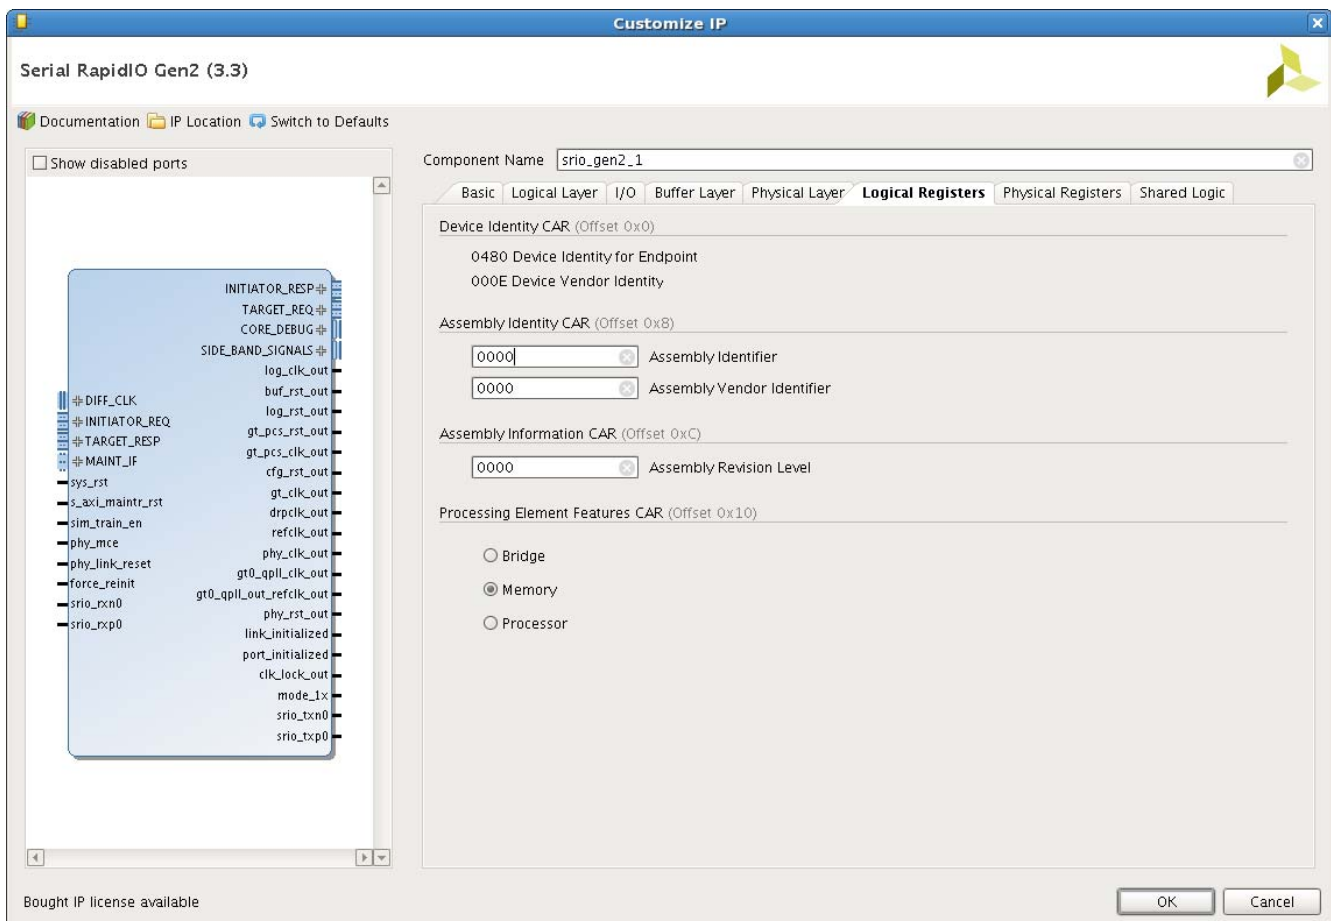 Customize IP
Serial RapidIO Gen2 (3.3)
Documentation IP Location Switch to Defaults
Show disabled ports
INITIATOR_RESP
TARGET_REQ
CORE_DEBUG
SIDE_BAND_SIGNALS
log_clk_out
buf_rst_out
log_rst_out
gt_pcs_rst_out
gt_pcs_clk_out
cfg_rst_out
gt_clk_out
drpclk_out
refclk_out
phy_clk_out
gt0_qpll_clk_out
gt0_qpll_out_refclk_out
phy_rst_out
link_initialized
port_initialized
clk_lock_out
mode_1x
srio_txn0
srio_txp0
DIFF_CLK
INITIATOR_REQ
TARGET_RESP
MAINT_IF
sys_rst
s_axi_maintr_rst
sim_train_en
phy_mce
phy_link_reset
force_reinit
srio_rxn0
srio_rxp0
Component Name srio_gen2_1
Basic Logical Layer I/O Buffer Layer Physical Layer Logical Registers Physical Registers Shared Logic
Device Identity CAR (Offset 0x0)
0480 Device Identity for Endpoint
000E Device Vendor Identity
Assembly Identity CAR (Offset 0x8)
0000 Assembly Identifier
0000 Assembly Vendor Identifier
Assembly Information CAR (Offset 0xC)
0000 Assembly Revision Level
Processing Element Features CAR (Offset 0x10)
Bridge
Memory
Processor
Bought IP license available
OK Cancel